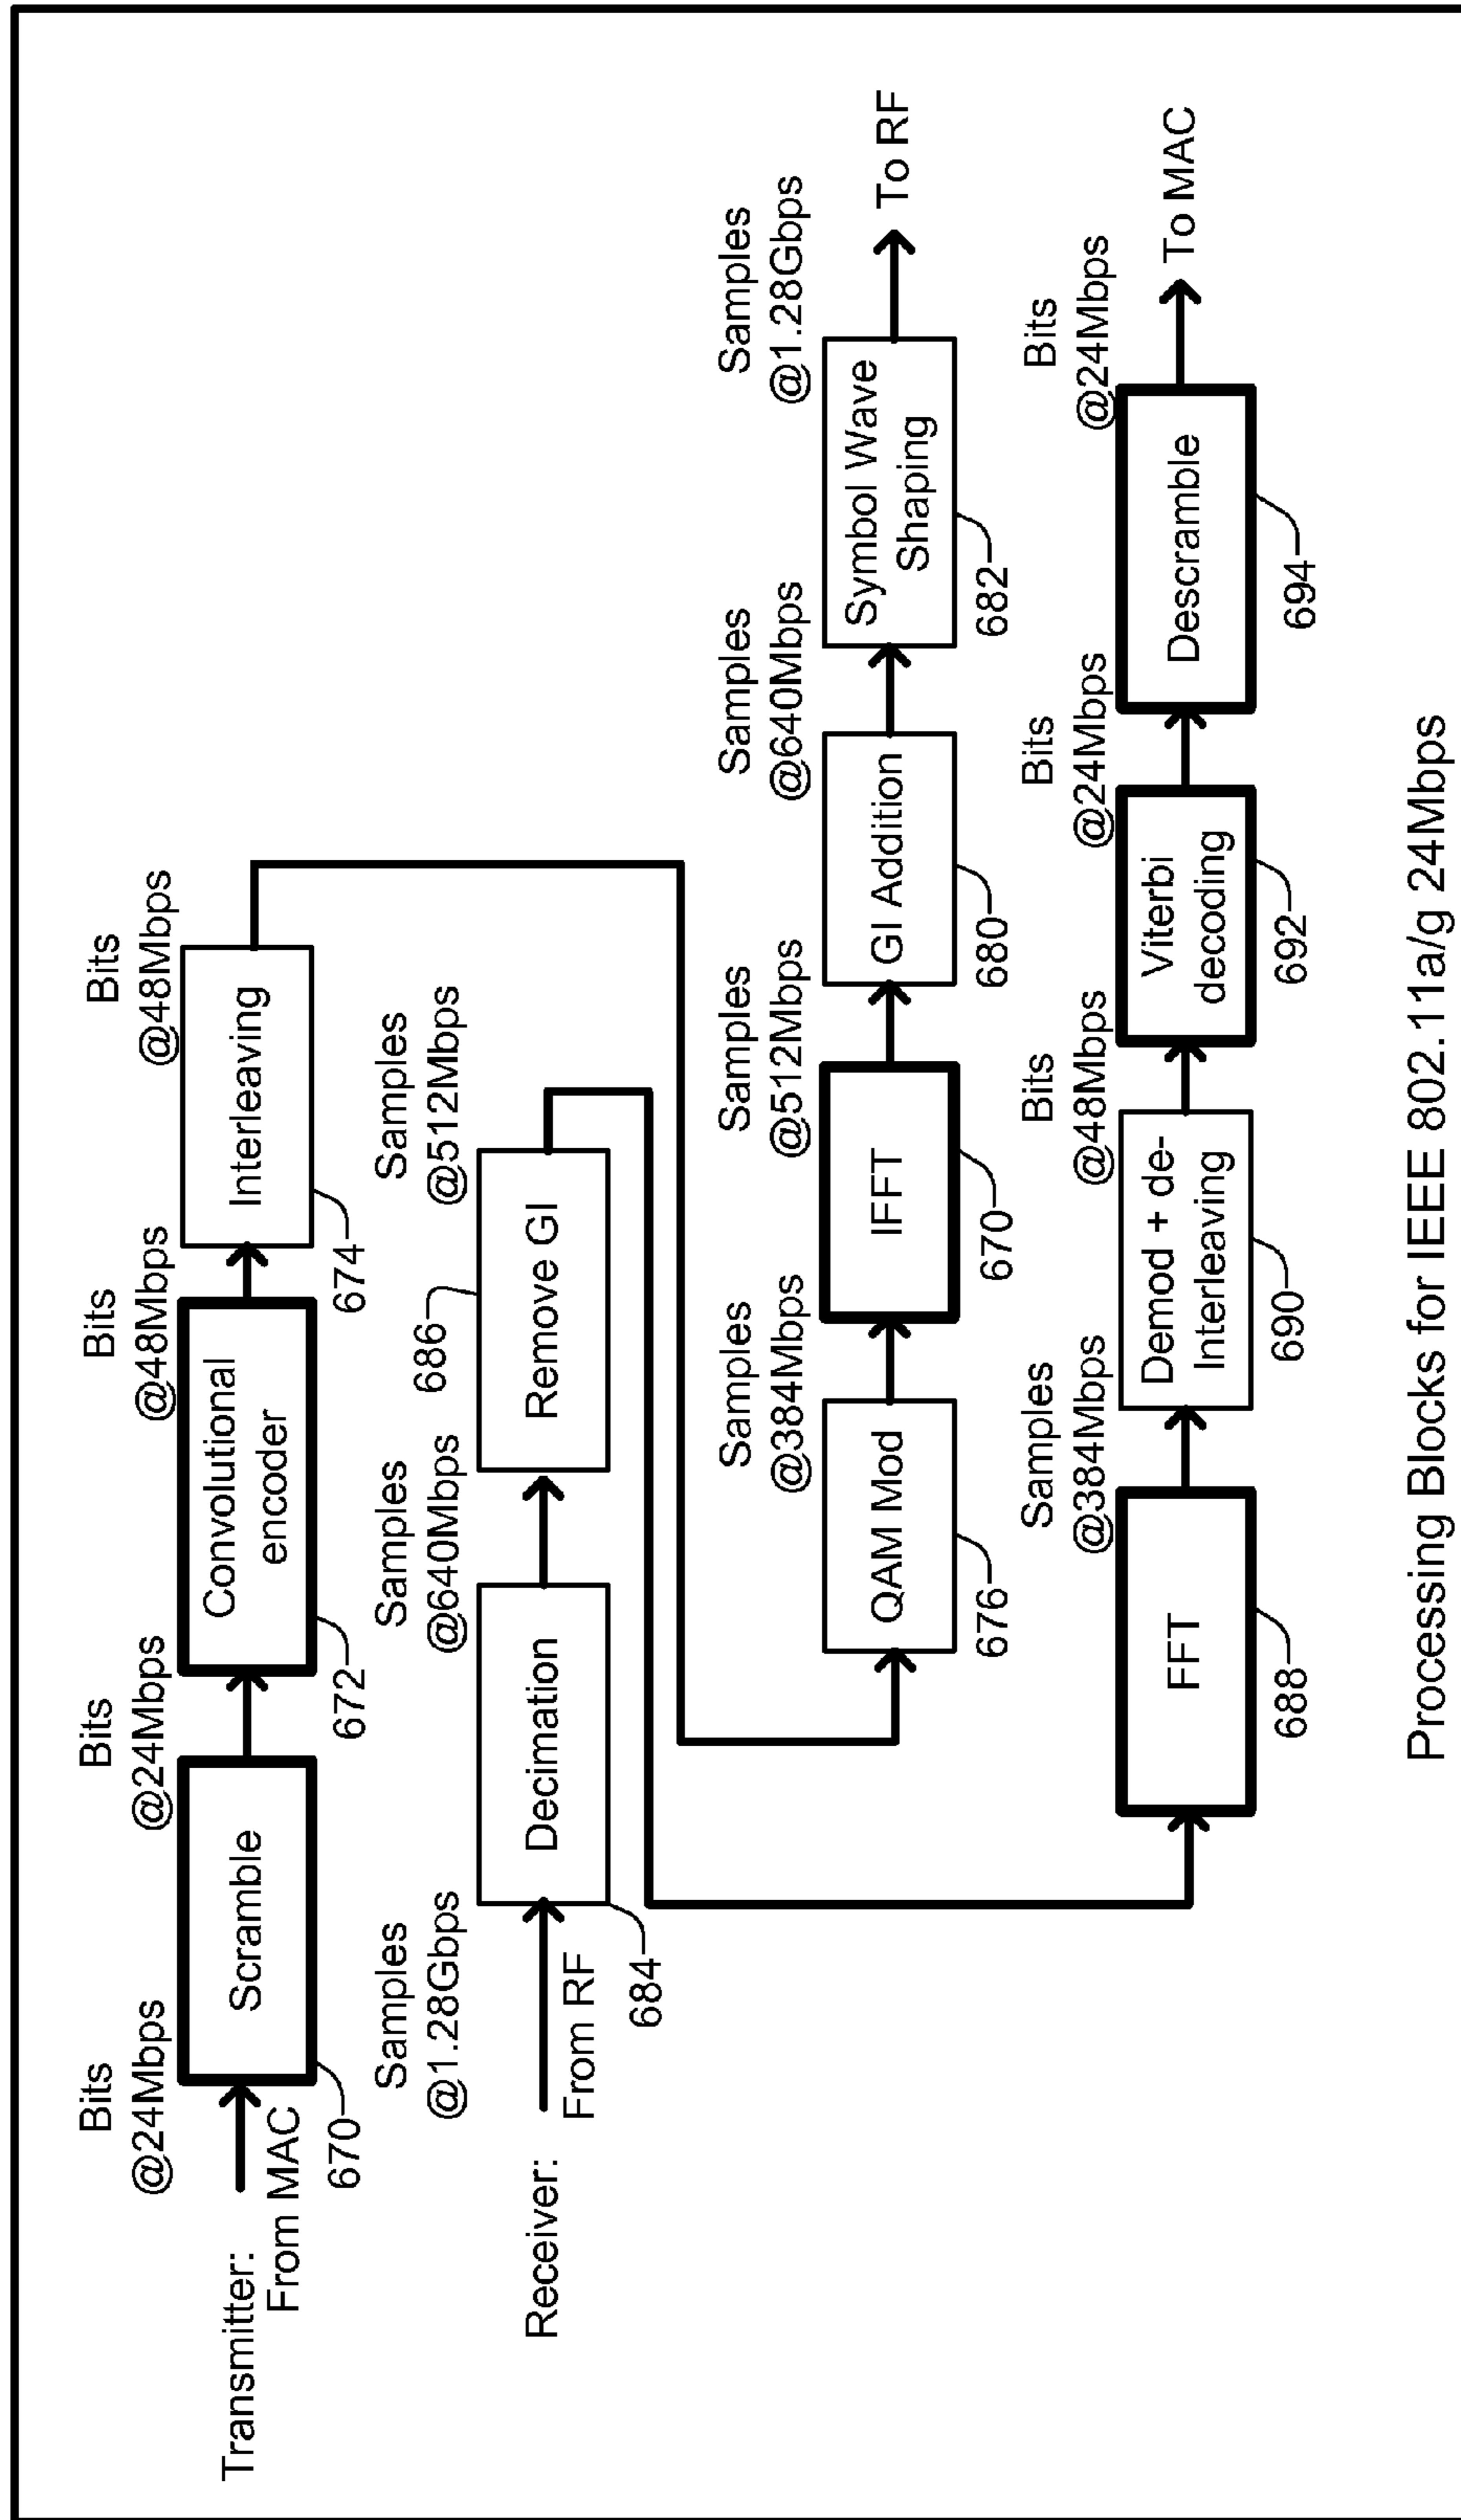 Transmitter:
From MAC
Bits
@24Mbps
Scramble
670
Bits
@24Mbps
Convolutional
encoder
672
Bits
@48Mbps
Interleaving
674
Bits
@48Mbps
Receiver:
From RF
Samples
@1.28Gbps
Decimation
684
Samples
@640Mbps
Remove GI
686
Samples
@512Mbps
QAM Mod
676
Samples
@384Mbps
IFFT
670
Samples
@512Mbps
GI Addition
680
Samples
@640Mbps
Symbol Wave
Shaping
682
Samples
@1.28Gbps
To RF
FFT
688
Samples
@384Mbps
Demod + de-
Interleaving
690
Bits
@48Mbps
Viterbi
decoding
692
Bits
@24Mbps
Descramble
694
Bits
@24Mbps
To MAC
Processing Blocks for IEEE 802.11a/g 24Mbps